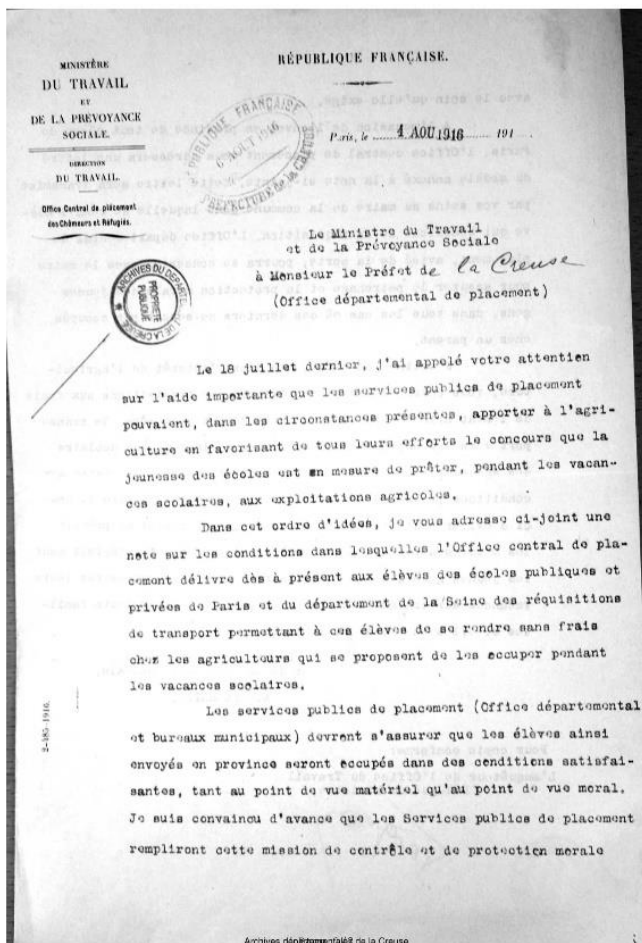 MINISTÈRE
DU TRAVAIL
ET
DE LA PRÉVOYANCE
SOCIALE.
DIRECTION
DU TRAVAIL.
Office Central de placement
des Chômeurs et Réfugiés.
RÉPUBLIQUE FRANÇAISE.
RÉPUBLIQUE FRANÇAISE
6 AOUT 1916
PRÉFECTURE de la CREUSE
Paris, le 4 AOU 1916 191
Le Ministre du Travail
et de la Prévoyance Sociale
à Monsieur le Préfet de la Creuse
(Office départemental de placement)
ARCHIVES DU DÉPARTt. DE LA CREUSE
PROPRIÉTÉ
PUBLIQUE
Le 18 juillet dernier, j'ai appelé votre attention
sur l'aide importante que les services publics de placement
pouvaient, dans les circonstances présentes, apporter à l'agri-
culture en favorisant de tous leurs efforts le concours que la
jeunesse des écoles est en mesure de prêter, pendant les vacan-
ces scolaires, aux exploitations agricoles.
Dans cet ordre d'idées, je vous adresse ci-joint une
note sur les conditions dans lesquelles l'Office central de pla-
cement délivre dès à présent aux élèves des écoles publiques et
privées de Paris et du département de la Seine des réquisitions
de transport permettant à ces élèves de se rendre sans frais
chez les agriculteurs qui se proposent de les occuper pendant
les vacances scolaires.
Les services publics de placement (Office départemental
et bureaux municipaux) devront s'assurer que les élèves ainsi
envoyés en province seront occupés dans des conditions satisfai-
santes, tant au point de vue matériel qu'au point de vue moral.
Je suis convaincu d'avance que les Services publics de placement
rempliront cette mission de contrôle et de protection morale
2-185-1916.
Archives départementales de la Creuse